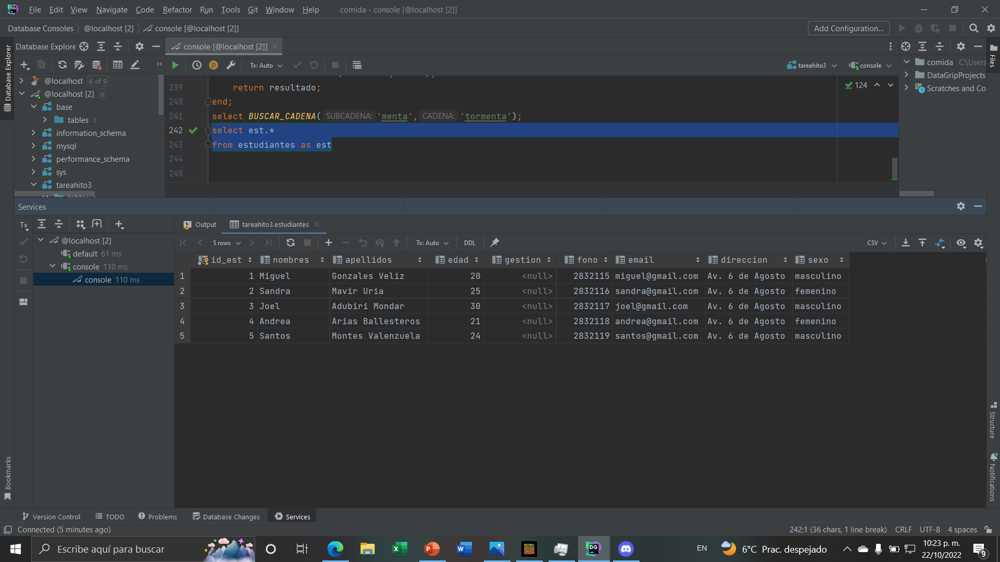 File Edit View Navigate Code Refactor Run Tools Git Window Help comida - console [@localhost [2]]
Database Consoles @localhost [2] console [@localhost [2]] Add Configuration...
Database Explore console [@localhost [2]]
Tx: Auto tareahito3 console
Database Explorer
@localhost 6 of 9
@localhost [2] 6
base
tables 1
information_schema
mysql
performance_schema
sys
tareahito3
239 return resultado;
240 end;
241 select BUSCAR_CADENA( SUBCADENA: 'menta', CADENA: 'tormenta');
242 select est.*
243 from estudiantes as est
244
245
124
comida C:\Users
DataGripProjects
Scratches and Co
Files
Services
Tx
@localhost [2]
default 61 ms
console 110 ms
console 110 ms
Output tareahito3.estudiantes
5 rows Tx: Auto DDL CSV
id_est nombres apellidos edad gestion fono email direccion sexo
1 1 Miguel Gonzales Veliz 20 <null> 2832115 miguel@gmail.com Av. 6 de Agosto masculino
2 2 Sandra Mavir Uria 25 <null> 2832116 sandra@gmail.com Av. 6 de Agosto femenino
3 3 Joel Adubiri Mondar 30 <null> 2832117 joel@gmail.com Av. 6 de Agosto masculino
4 4 Andrea Arias Ballesteros 21 <null> 2832118 andrea@gmail.com Av. 6 de Agosto femenino
5 5 Santos Montes Valenzuela 24 <null> 2832119 santos@gmail.com Av. 6 de Agosto masculino
Structure
Notifications
Bookmarks
Version Control TODO Problems Database Changes Services
Connected (5 minutes ago) 242:1 (36 chars, 1 line break) CRLF UTF-8 4 spaces
Escribe aquí para buscar EN 6°C Prac. despejado 10:23 p. m.
22/10/2022
9